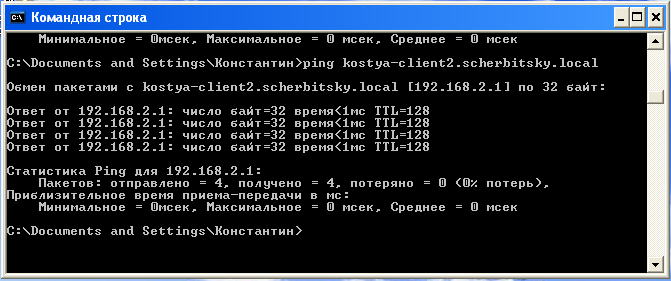 Командная строка
Минимальное = 0мсек, Максимальное = 0 мсек, Среднее = 0 мсек
C:\Documents and Settings\Константин>ping kostya-client2.scherbitsky.local
Обмен пакетами с kostya-client2.scherbitsky.local [192.168.2.1] по 32 байт:
Ответ от 192.168.2.1: число байт=32 время<1мс TTL=128
Ответ от 192.168.2.1: число байт=32 время<1мс TTL=128
Ответ от 192.168.2.1: число байт=32 время<1мс TTL=128
Ответ от 192.168.2.1: число байт=32 время<1мс TTL=128
Статистика Ping для 192.168.2.1:
Пакетов: отправлено = 4, получено = 4, потеряно = 0 (0% потерь),
Приблизительное время приема-передачи в мс:
Минимальное = 0мсек, Максимальное = 0 мсек, Среднее = 0 мсек
C:\Documents and Settings\Константин>